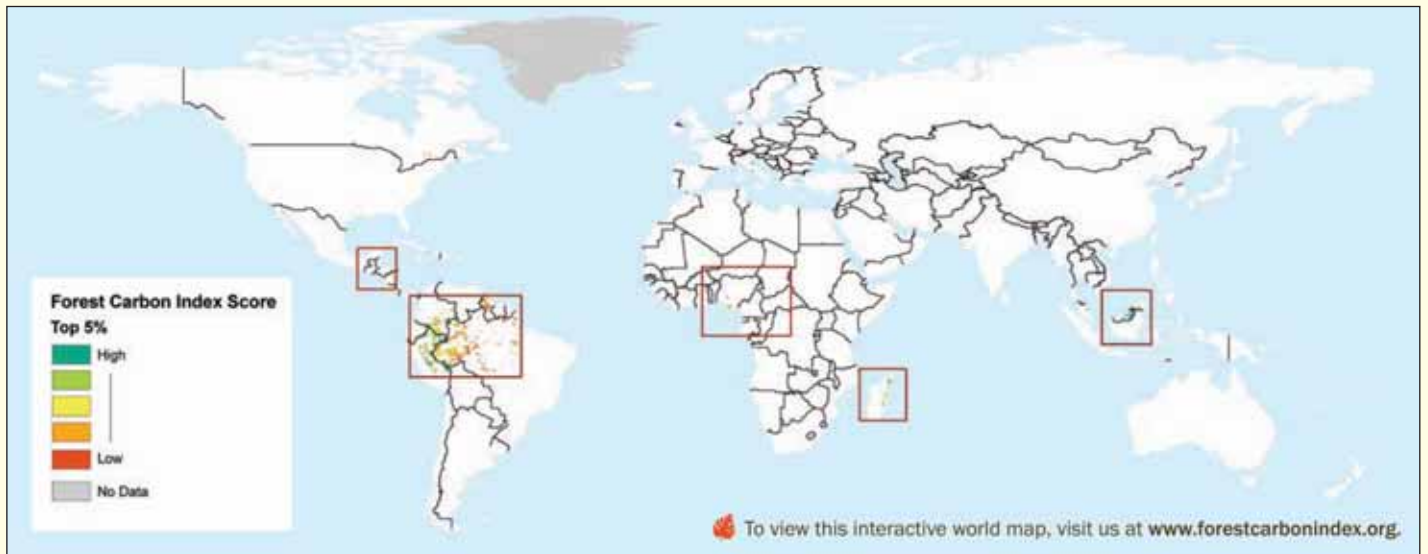 Forest Carbon Index Score
Top 5%
High
Low
No Data
To view this interactive world map, visit us at www.forestcarbonindex.org.